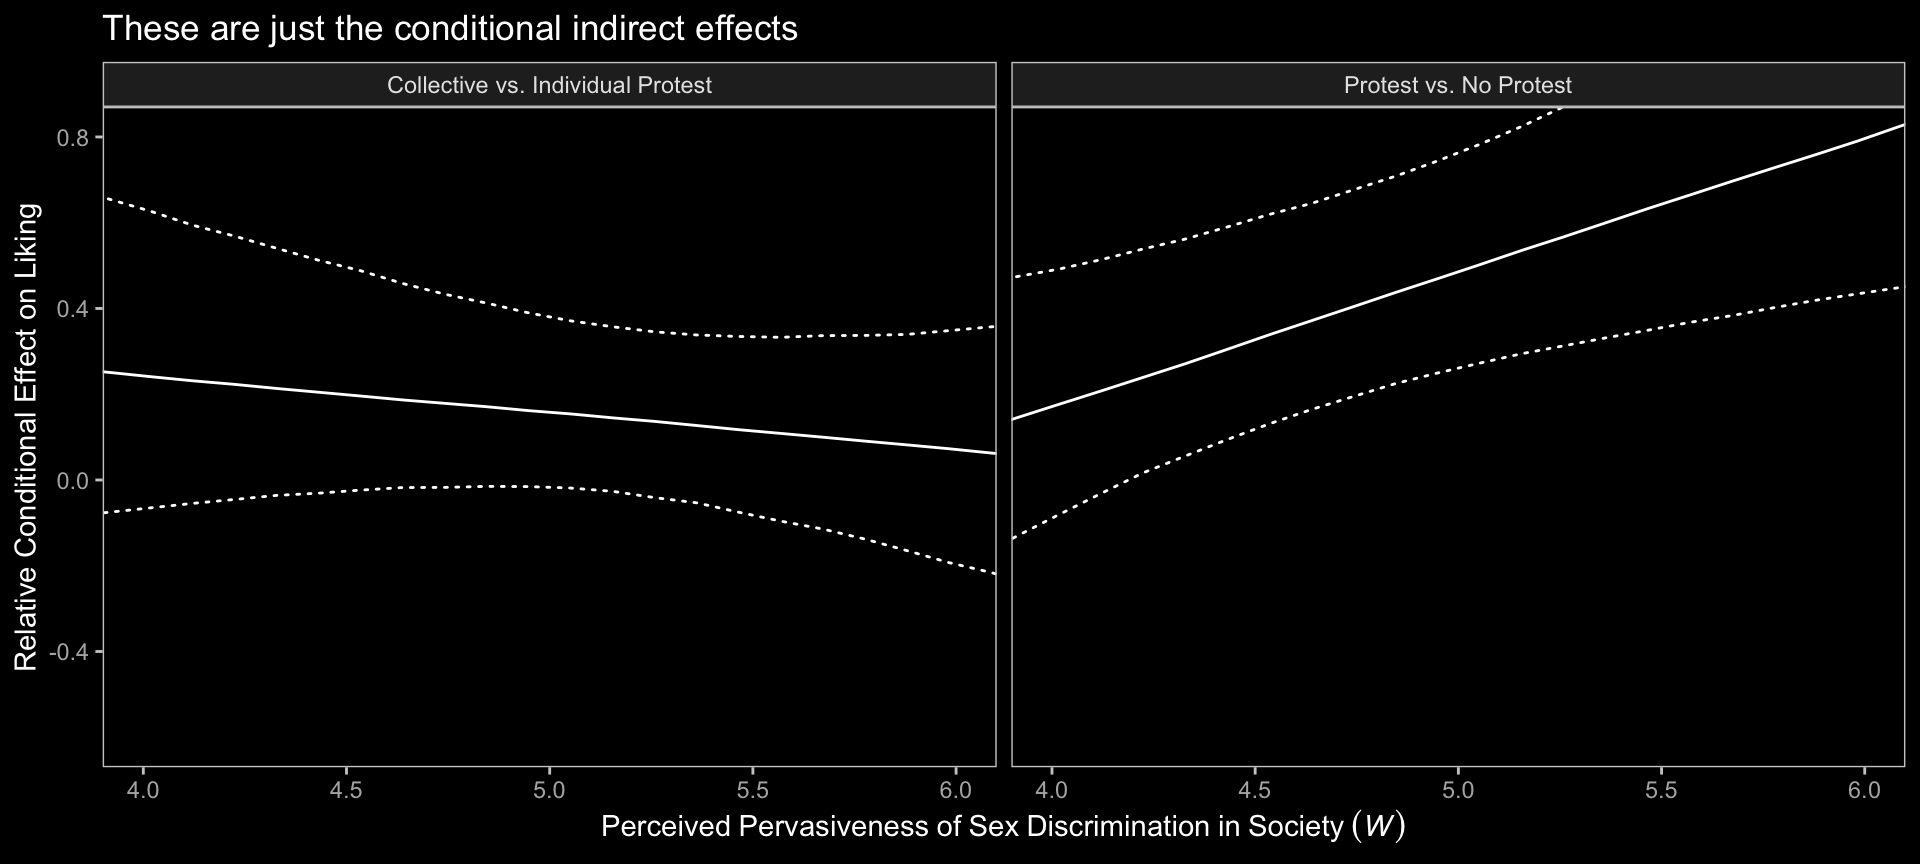 These are just the conditional indirect effects
Collective vs. Individual Protest
Protest vs. No Protest
Relative Conditional Effect on Liking
0.8
0.4
0.0
-0.4
4.0 4.5 5.0 5.5 6.0
4.0 4.5 5.0 5.5 6.0
Perceived Pervasiveness of Sex Discrimination in Society (W)